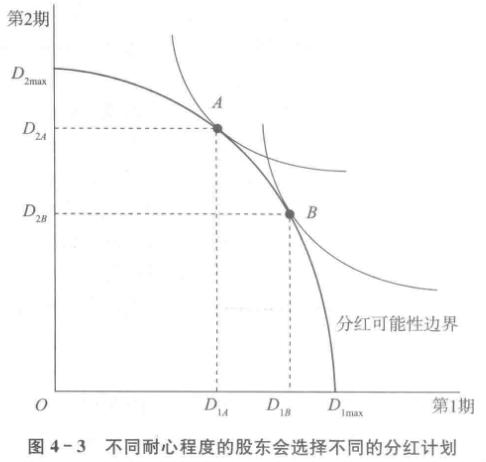 第2期
D2max
A
D2A
D2B
B
分红可能性边界
O
D1A
D1B
D1max
第1期
图 4-3 不同耐心程度的股东会选择不同的分红计划